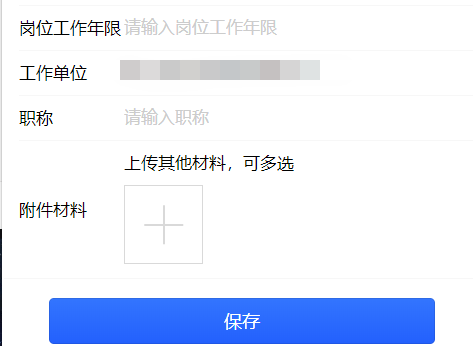 岗位工作年限 请输入岗位工作年限
工作单位
职称 请输入职称
上传其他材料，可多选
附件材料
保存